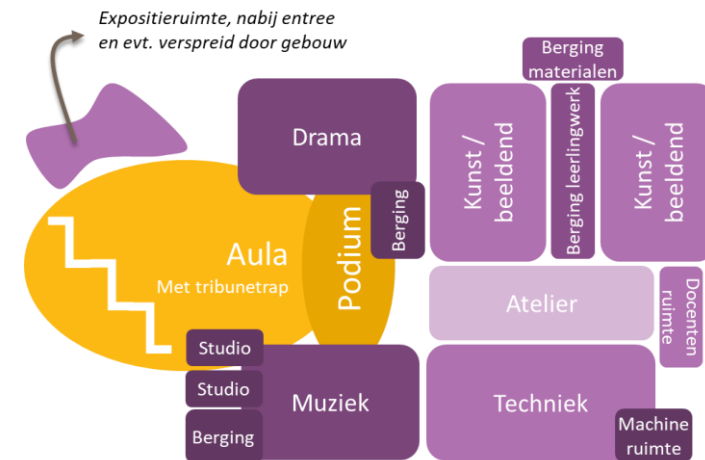 Expositieruimte, nabij entree
en evt. verspreid door gebouw
Berging
materialen
Drama
Kunst /
beeldend
Berging leerlingwerk
Kunst /
beeldend
Berging
Podium
Aula
Met tribunetrap
Atelier
Docenten
ruimte
Studio
Studio
Berging
Muziek
Techniek
Machine
ruimte